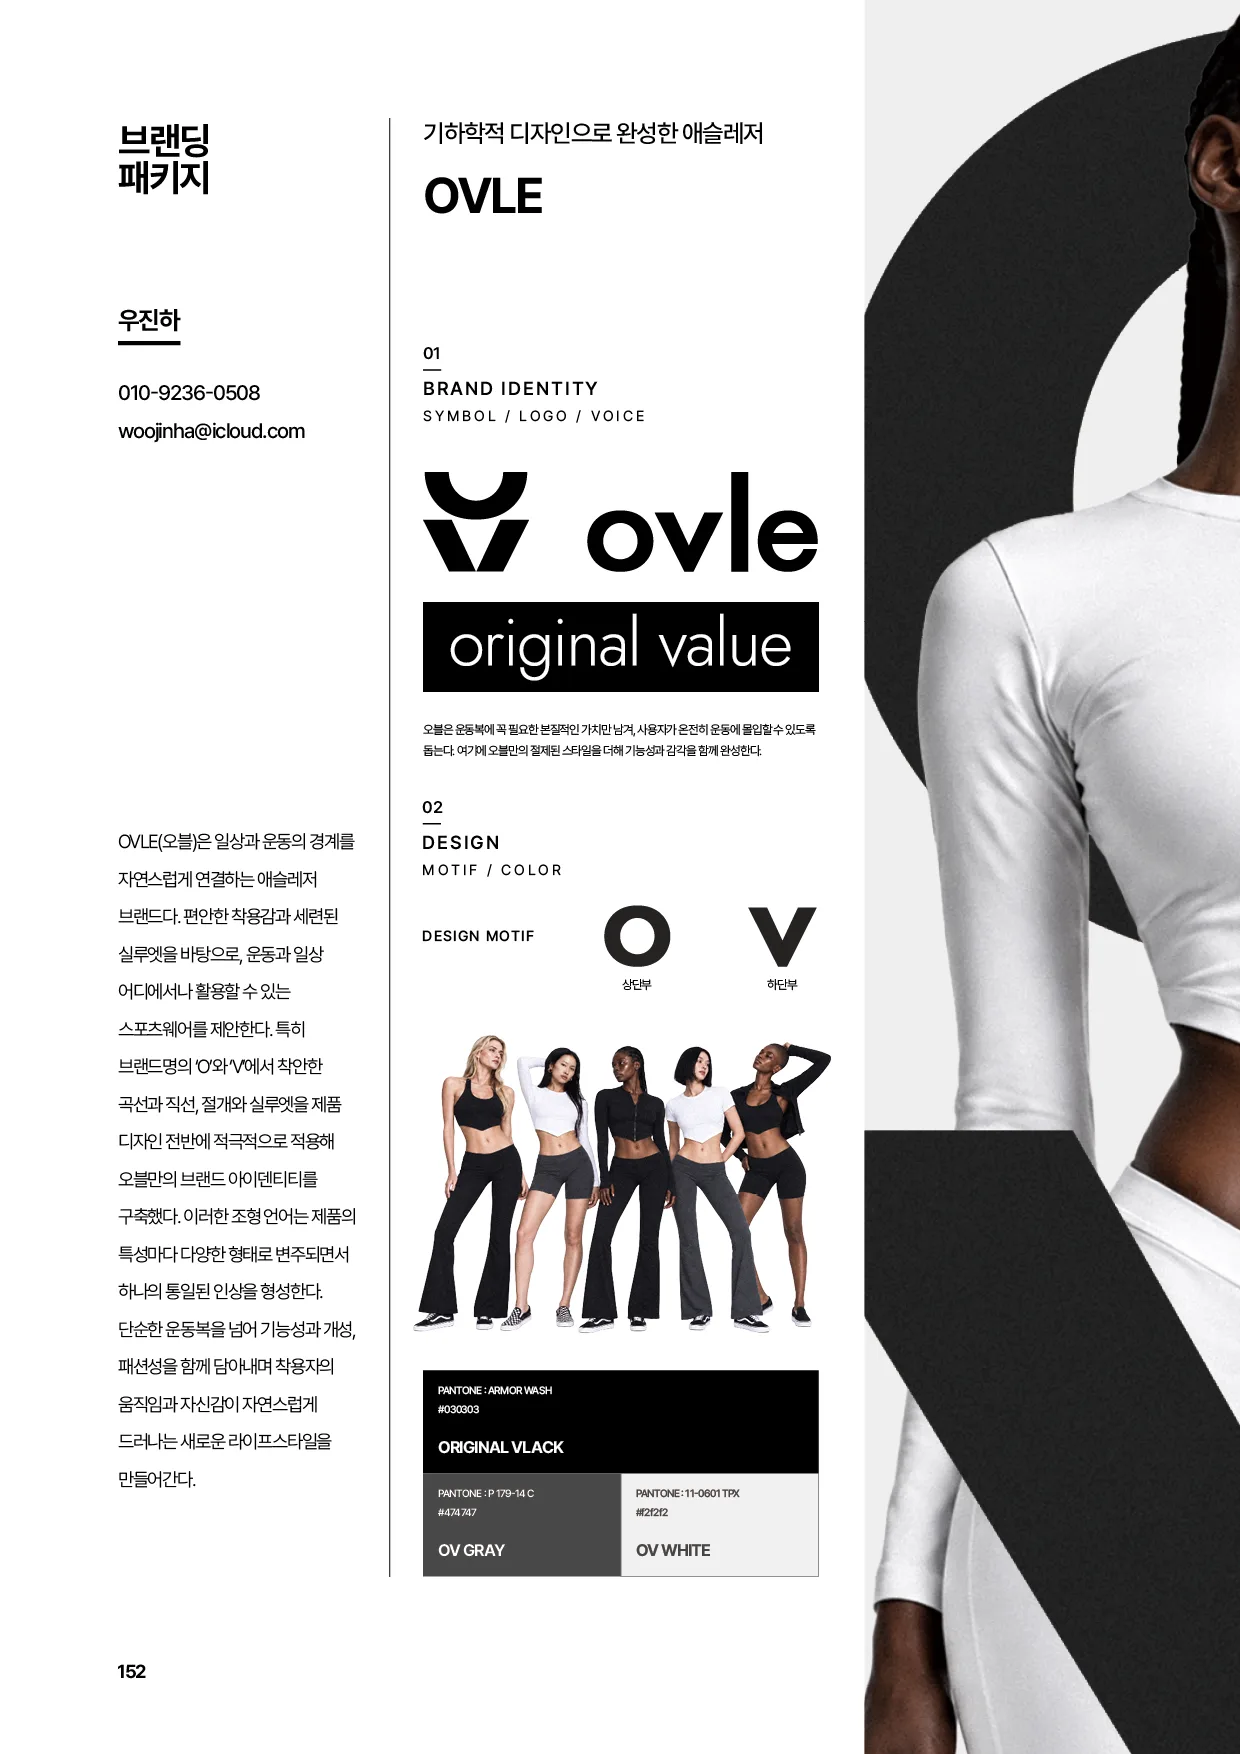 브랜딩
패키지
우진하
010-9236-0508
woojinha@icloud.com
OVLE(오블)은 일상과 운동의 경계를
자연스럽게 연결하는 애슬레저
브랜드다. 편안한 착용감과 세련된
실루엣을 바탕으로, 운동과 일상
어디에서나 활용할 수 있는
스포츠웨어를 제안한다. 특히
브랜드명의 ‘O’와 ‘V’에서 착안한
곡선과 직선, 절개와 실루엣을 제품
디자인 전반에 적극적으로 적용해
오블만의 브랜드 아이덴티티를
구축했다. 이러한 조형 언어는 제품의
특성마다 다양한 형태로 변주되면서
하나의 통일된 인상을 형성한다.
단순한 운동복을 넘어 기능성과 개성,
패션성을 함께 담아내며 착용자의
움직임과 자신감이 자연스럽게
드러나는 새로운 라이프스타일을
만들어간다.
152
기하학적 디자인으로 완성한 애슬레저
OVLE
01
BRAND IDENTITY
SYMBOL / LOGO / VOICE
ovle
original value
오블은 운동복에 꼭 필요한 본질적인 가치만 남겨, 사용자가 온전히 운동에 몰입할 수 있도록
돕는다. 여기에 오블만의 절제된 스타일을 더해 기능성과 감각을 함께 완성한다.
02
DESIGN
MOTIF / COLOR
DESIGN MOTIF
O V
상단부 하단부
PANTONE : ARMOR WASH
#030303
ORIGINAL VLACK
PANTONE : P 179-14 C
#474747
OV GRAY
PANTONE : 11-0601 TPX
#f2f2f2
OV WHITE